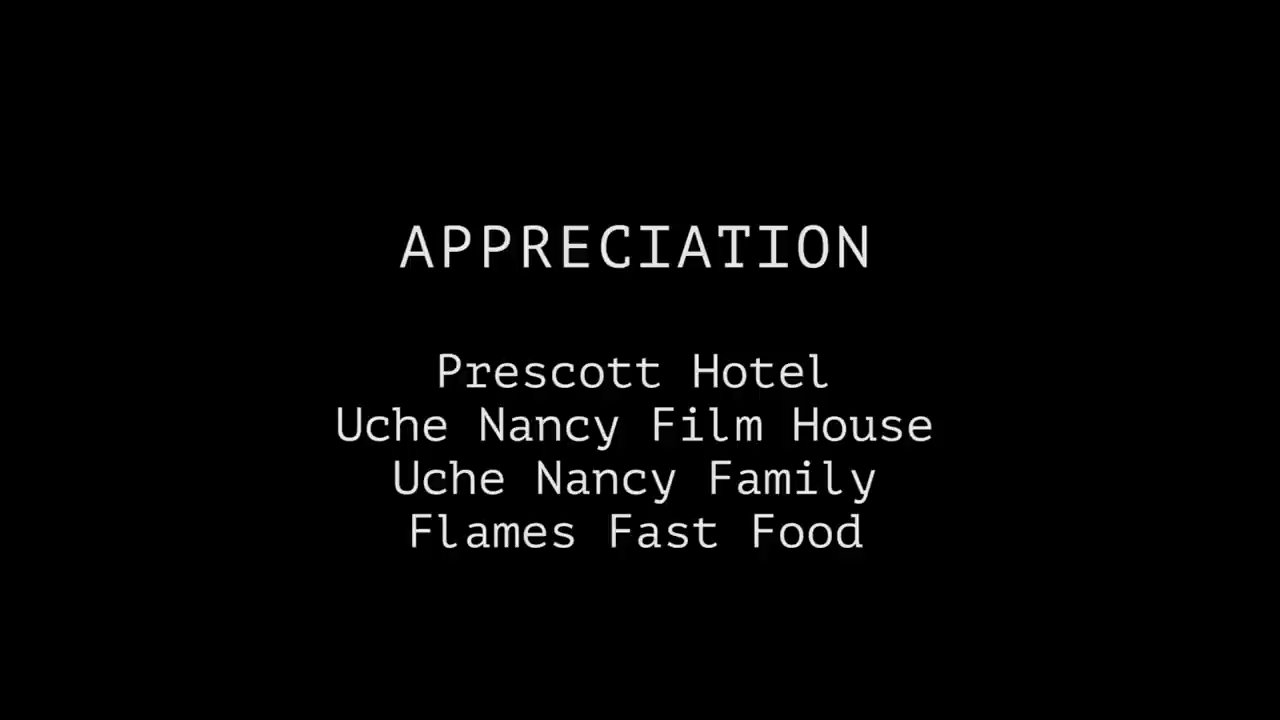 APPRECIATION
Prescott Hotel
Uche Nancy Film House
Uche Nancy Family
Flames Fast Food